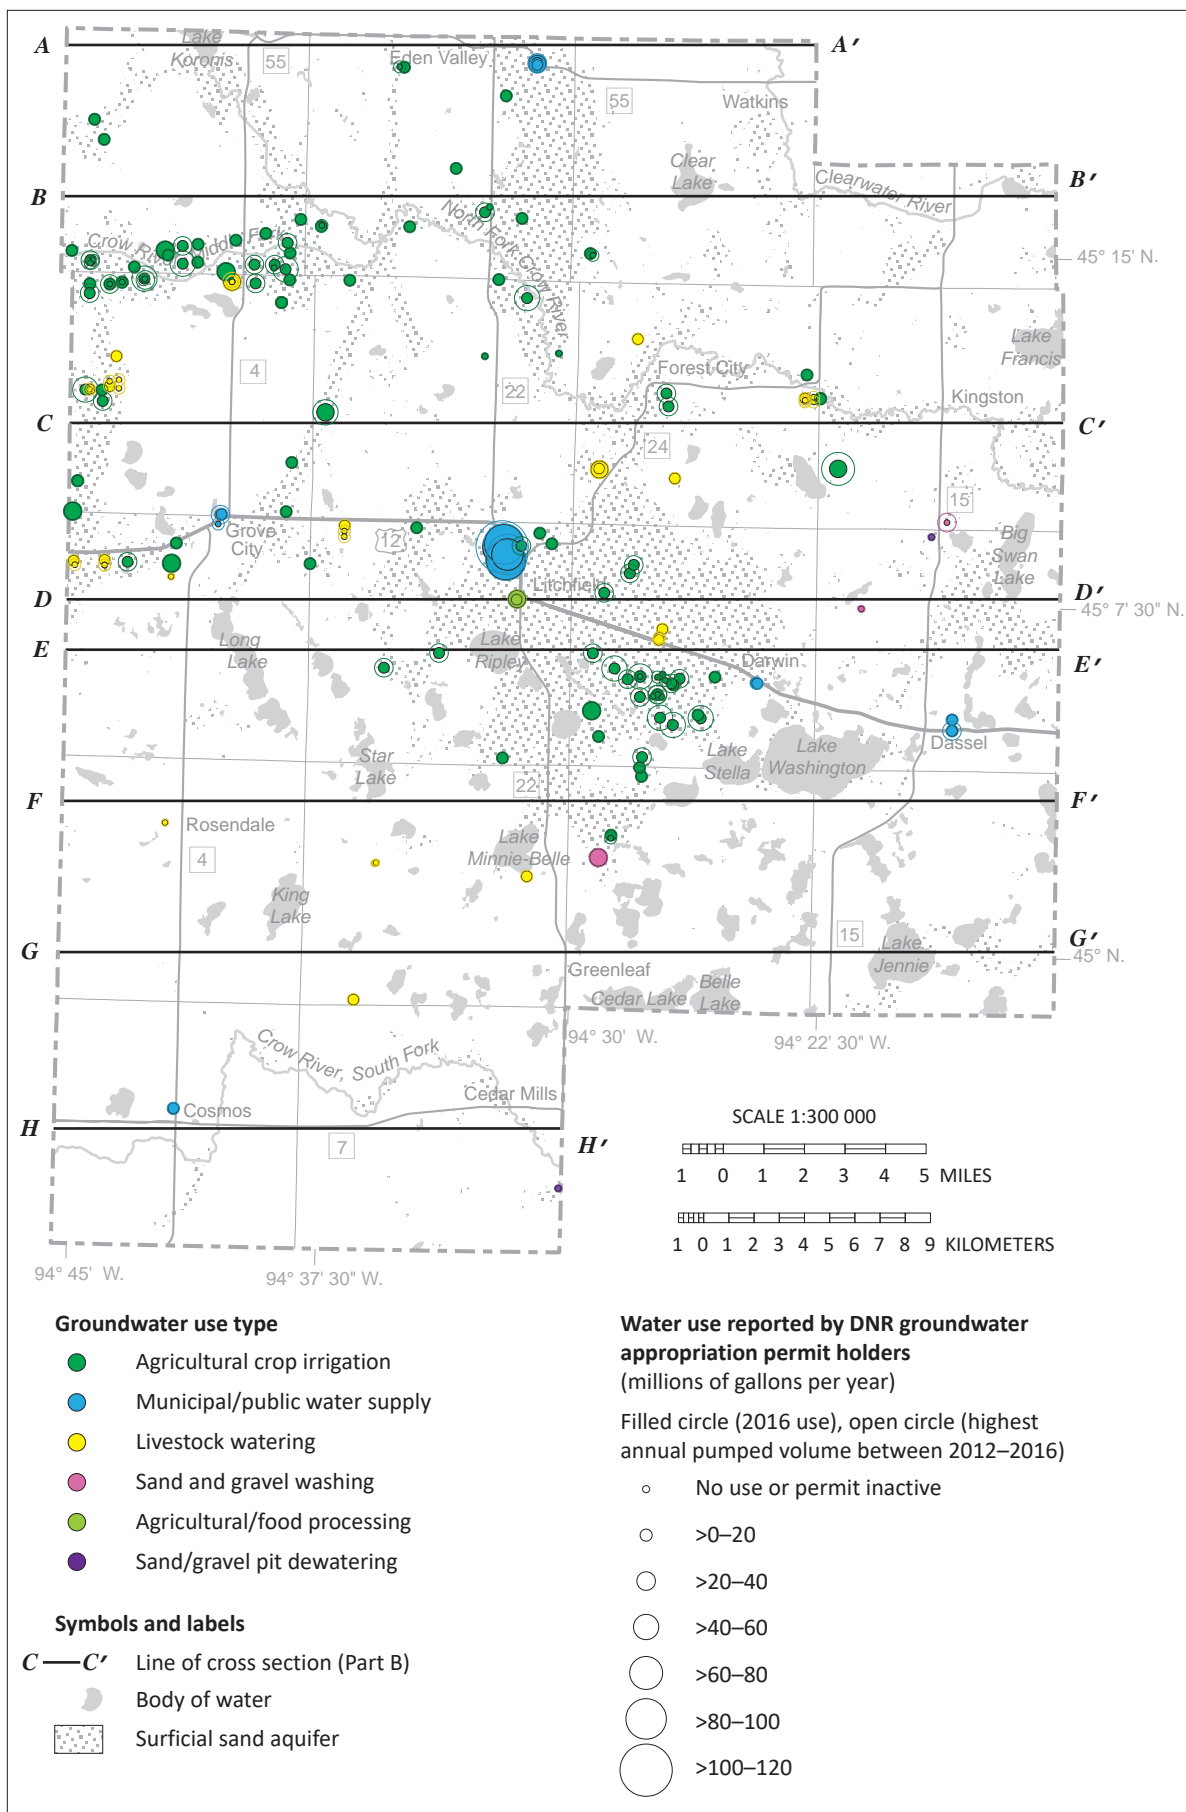 A
A′
Lake
Koronis
55
Eden Valley
55
Watkins
Clear
Lake
B
B′
Clearwater River
North Fork Crow River
Crow River, Middle Fork
45° 15′ N.
4
22
Forest City
Lake
Francis
Kingston
C
C′
24
15
Grove
City
12
Big
Swan
Lake
Litchfield
D
D′
45° 7′ 30″ N.
Long
Lake
Lake
Ripley
E
E′
Darwin
Dassel
Star
Lake
Lake
Stella
Lake
Washington
22
F
F′
Rosendale
4
Lake
Minnie-Belle
King
Lake
15
Lake
Jennie
G
G′
45° N.
Greenleaf
Cedar Lake
Belle
Lake
94° 30′ W.
94° 22′ 30″ W.
Crow River, South Fork
Cedar Mills
Cosmos
H
H′
7
SCALE 1:300 000
1 0 1 2 3 4 5 MILES
1 0 1 2 3 4 5 6 7 8 9 KILOMETERS
94° 45′ W.
94° 37′ 30″ W.
Groundwater use type
Agricultural crop irrigation
Municipal/public water supply
Livestock watering
Sand and gravel washing
Agricultural/food processing
Sand/gravel pit dewatering
Symbols and labels
C C′ Line of cross section (Part B)
Body of water
Surficial sand aquifer
Water use reported by DNR groundwater
appropriation permit holders
(millions of gallons per year)
Filled circle (2016 use), open circle (highest
annual pumped volume between 2012–2016)
No use or permit inactive
>0–20
>20–40
>40–60
>60–80
>80–100
>100–120